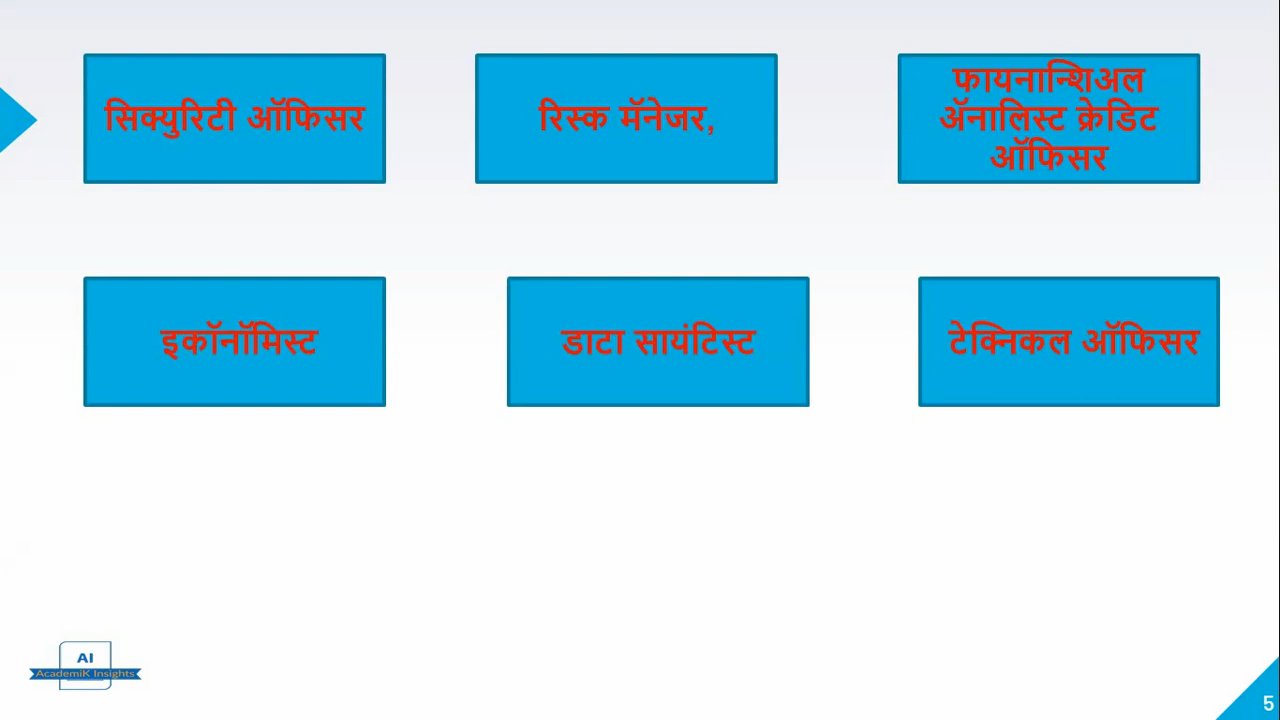 सिक्युरिटी ऑफिसर
रिस्क मॅनेजर,
फायनान्शिअल
ॲनालिस्ट क्रेडिट
ऑफिसर
इकॉनॉमिस्ट
डाटा सायंटिस्ट
टेक्निकल ऑफिसर
AI
AcademiK Insights
5